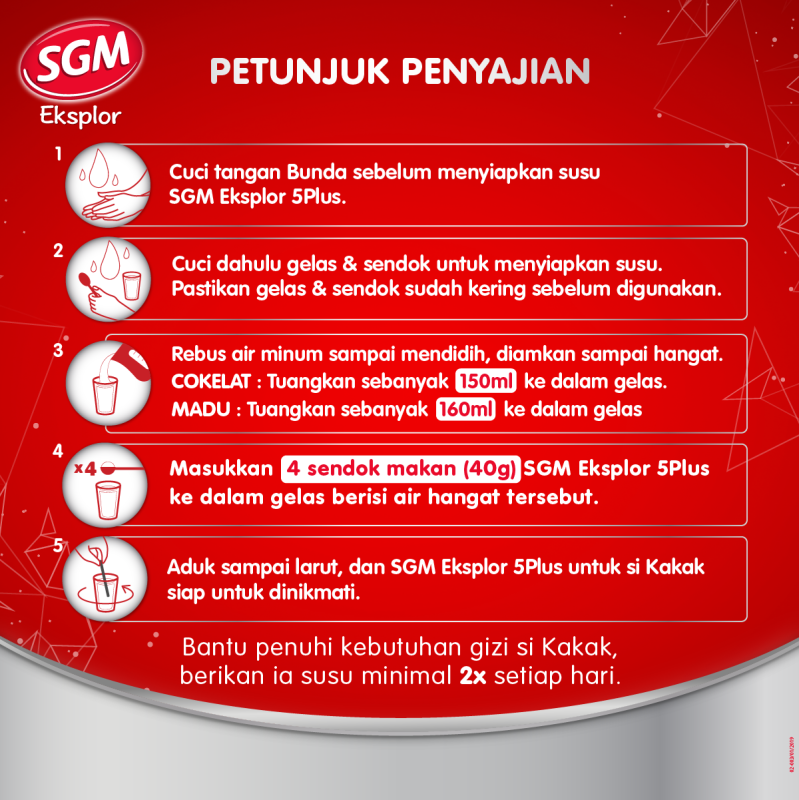 SGM
Eksplor
PETUNJUK PENYAJIAN
1
Cuci tangan Bunda sebelum menyiapkan susu
SGM Eksplor 5Plus.
2
Cuci dahulu gelas & sendok untuk menyiapkan susu.
Pastikan gelas & sendok sudah kering sebelum digunakan.
3
Rebus air minum sampai mendidih, diamkan sampai hangat.
COKELAT : Tuangkan sebanyak 150ml ke dalam gelas.
MADU : Tuangkan sebanyak 160ml ke dalam gelas
4
x4
Masukkan 4 sendok makan (40g) SGM Eksplor 5Plus
ke dalam gelas berisi air hangat tersebut.
5
Aduk sampai larut, dan SGM Eksplor 5Plus untuk si Kakak
siap untuk dinikmati.
Bantu penuhi kebutuhan gizi si Kakak,
berikan ia susu minimal 2x setiap hari.